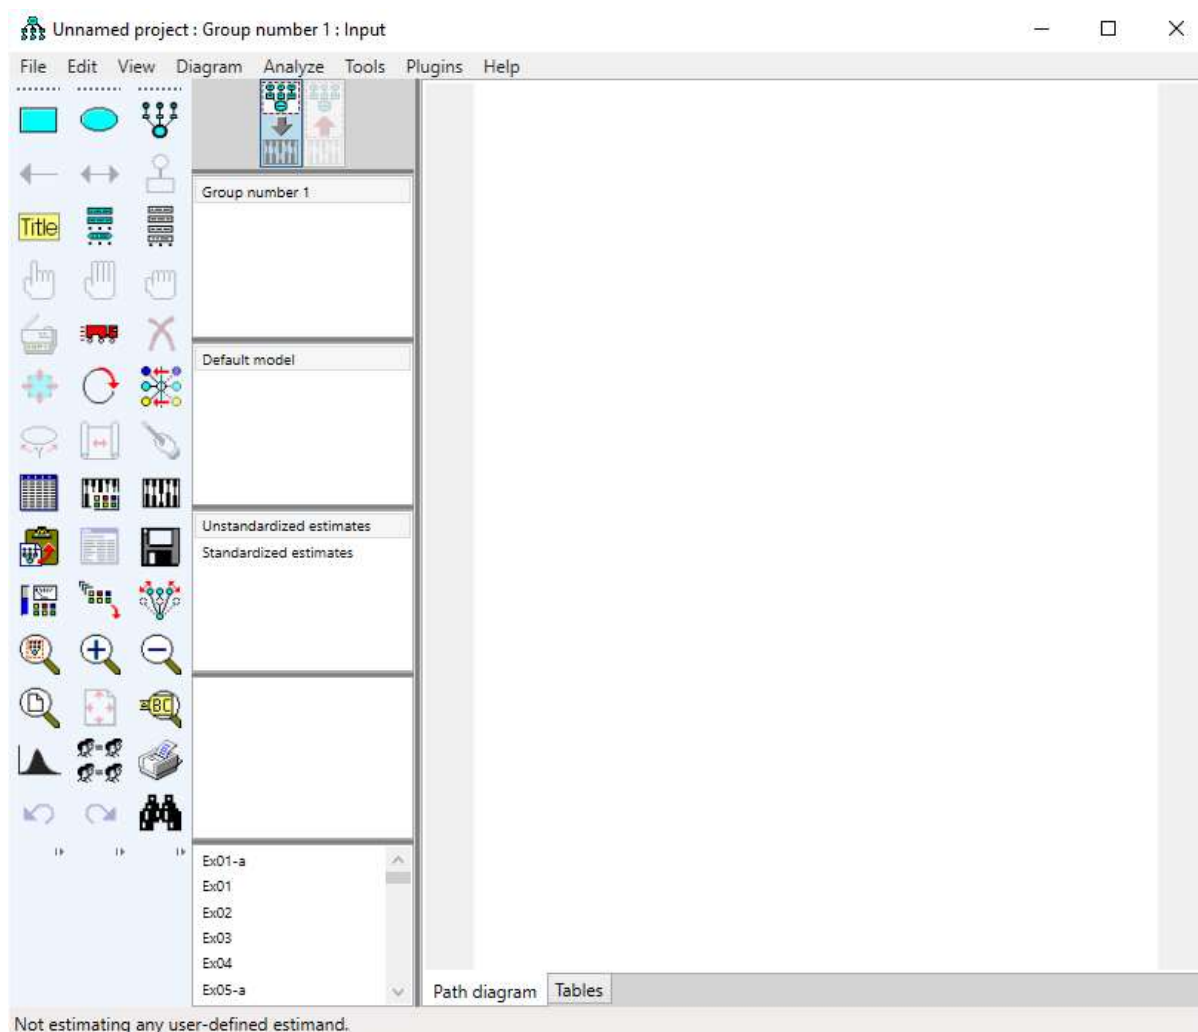 Unnamed project : Group number 1 : Input
File Edit View Diagram Analyze Tools Plugins Help
Group number 1
Title
Default model
Unstandardized estimates
Standardized estimates
BC
Ex01-a
Ex01
Ex02
Ex03
Ex04
Ex05-a
Path diagram Tables
Not estimating any user-defined estimand.